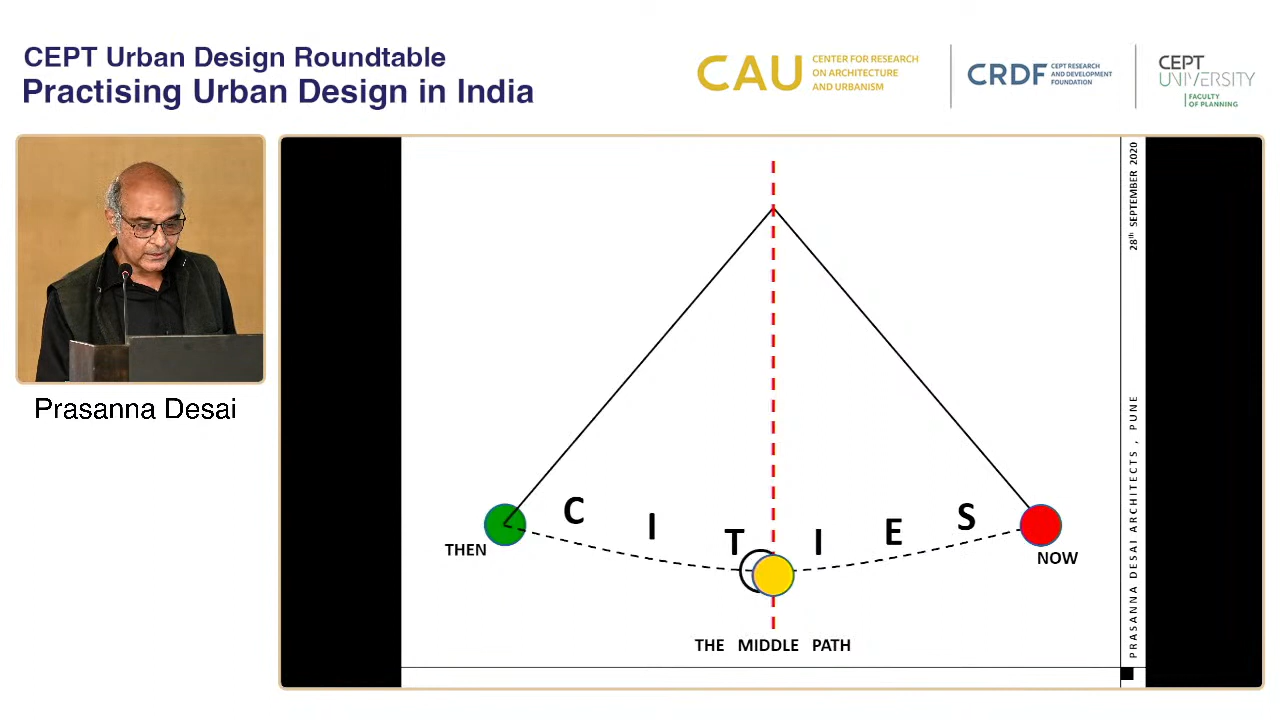 CEPT Urban Design Roundtable
Practising Urban Design in India
CAU
CENTER FOR RESEARCH
ON ARCHITECTURE
AND URBANISM
CRDF
CEPT RESEARCH
AND DEVELOPMENT
FOUNDATION
CEPT
UNIVERSITY
FACULTY
OF PLANNING
Prasanna Desai
C I T I E S
THEN
NOW
THE MIDDLE PATH
28th SEPTEMBER 2020
PRASANNA DESAI ARCHITECTS , PUNE